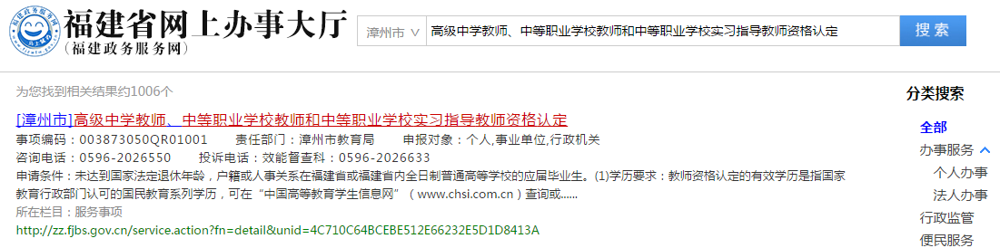 福建省网上办事大厅
(福建政务服务网)
漳州市
高级中学教师、中等职业学校教师和中等职业学校实习指导教师资格认定
搜 索
为您找到相关结果约1006个
[漳州市]高级中学教师、中等职业学校教师和中等职业学校实习指导教师资格认定
事项编码：003873050QR01001 责任部门：漳州市教育局 申报对象：个人,事业单位,行政机关
咨询电话：0596-2026550 投诉电话：效能督查科：0596-2026633
申请条件：未达到国家法定退休年龄，户籍或人事关系在福建省或福建省内全日制普通高等学校的应届毕业生。(1)学历要求：教师资格认定的有效学历是指国家
教育行政部门认可的国民教育系列学历，可在“中国高等教育学生信息网”（www.chsi.com.cn）查询或......
所在栏目：服务事项
http://zz.fjbs.gov.cn/service.action?fn=detail&unid=4C710C64BCEBE512E66232E5D1D8413A
分类搜索
全部
办事服务
个人办事
法人办事
行政监管
便民服务